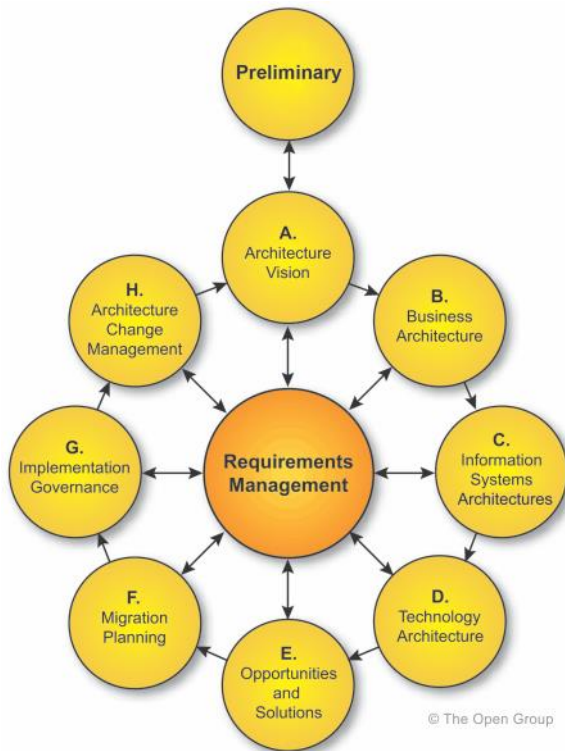 Preliminary
A.
Architecture
Vision
B.
Business
Architecture
C.
Information
Systems
Architectures
D.
Technology
Architecture
E.
Opportunities
and
Solutions
F.
Migration
Planning
G.
Implementation
Governance
H.
Architecture
Change
Management
Requirements
Management
© The Open Group